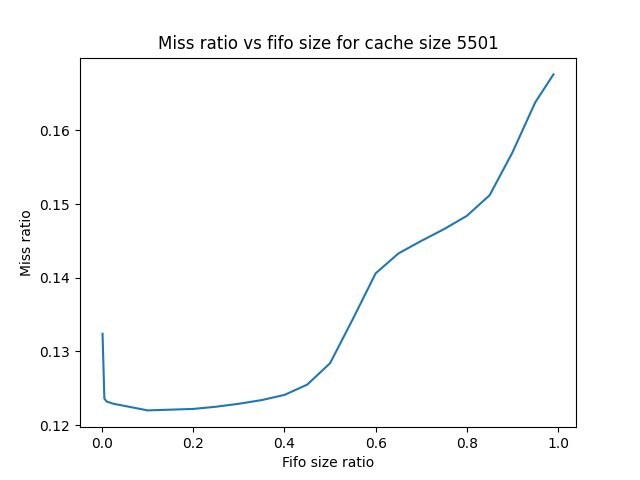 Miss ratio vs fifo size for cache size 5501
0.16
0.15
0.14
0.13
0.12
Miss ratio
0.0 0.2 0.4 0.6 0.8 1.0
Fifo size ratio